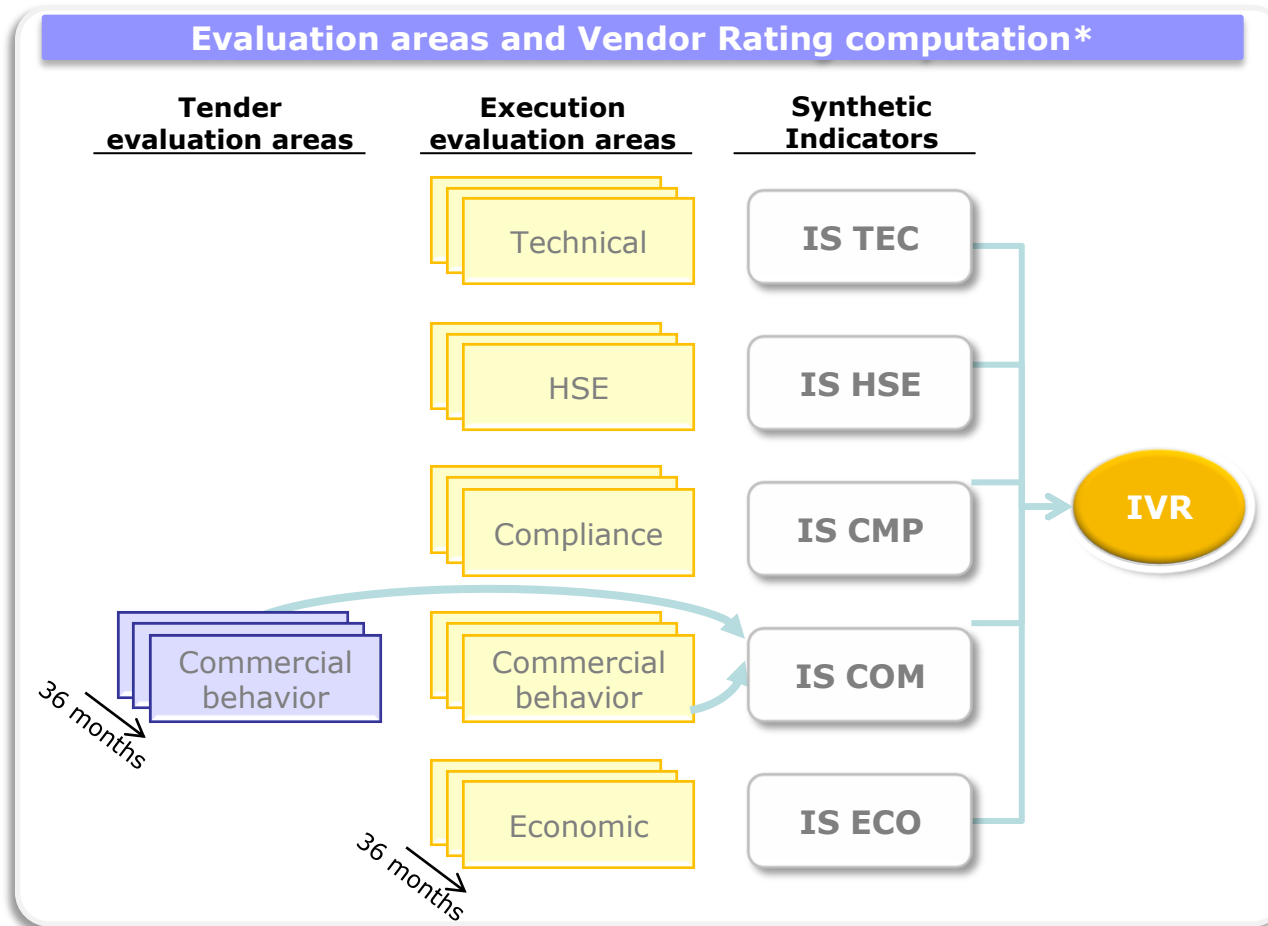 Evaluation areas and Vendor Rating computation*
Tender
evaluation areas
Execution
evaluation areas
Synthetic
Indicators
Technical
IS TEC
HSE
IS HSE
Compliance
IS CMP
IVR
Commercial
behavior
36 months
Commercial
behavior
IS COM
Economic
36 months
IS ECO